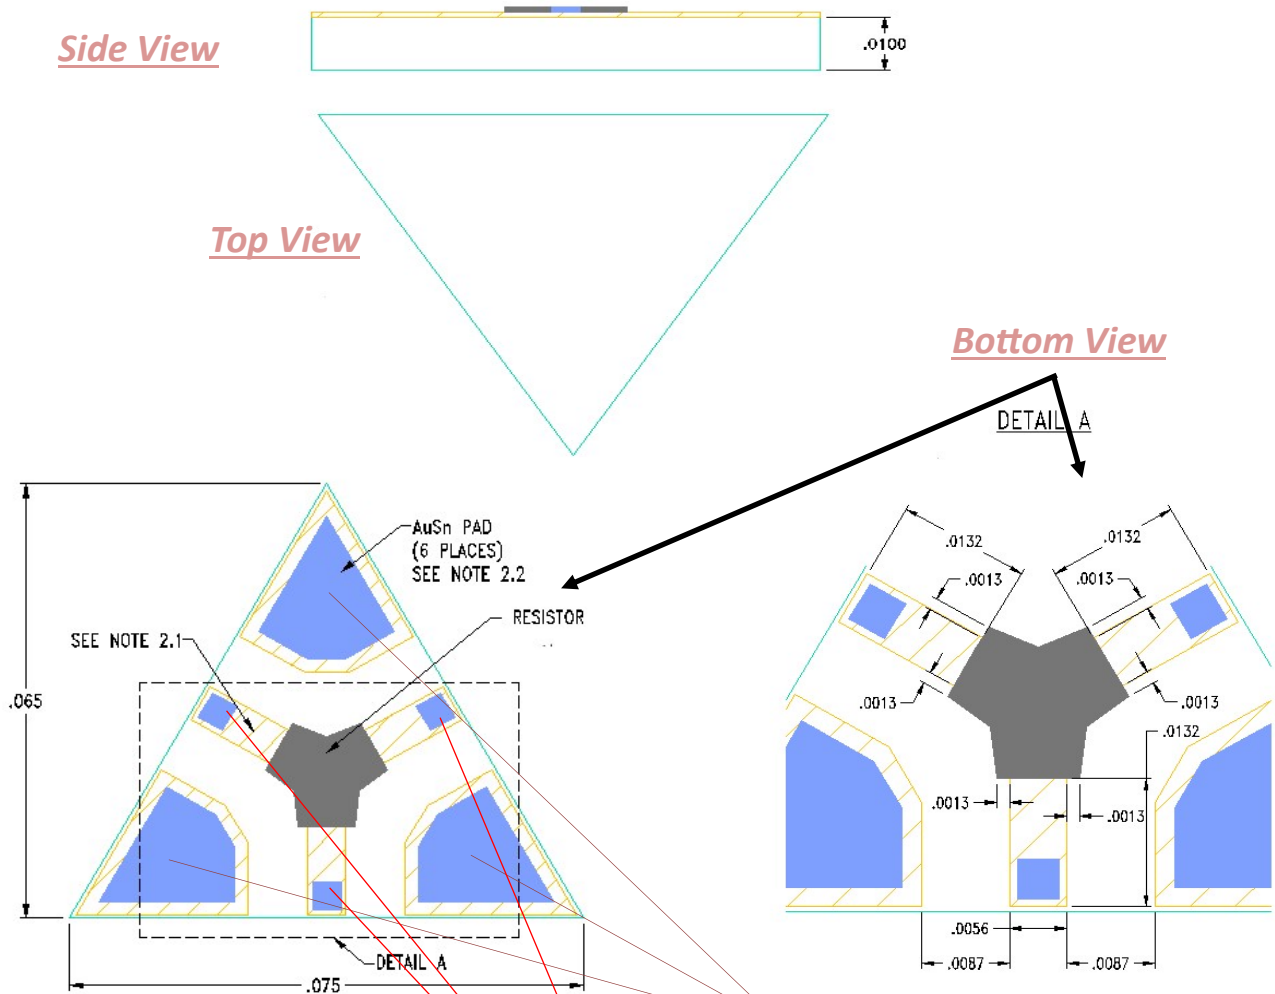 Side View
.0100
Top View
Bottom View
DETAIL A
AuSn PAD
(6 PLACES)
SEE NOTE 2.2
RESISTOR
SEE NOTE 2.1
.065
DETAIL A
.075
.0132
.0132
.0013
.0013
.0013
.0013
.0132
.0013
.0013
.0056
.0087
.0087